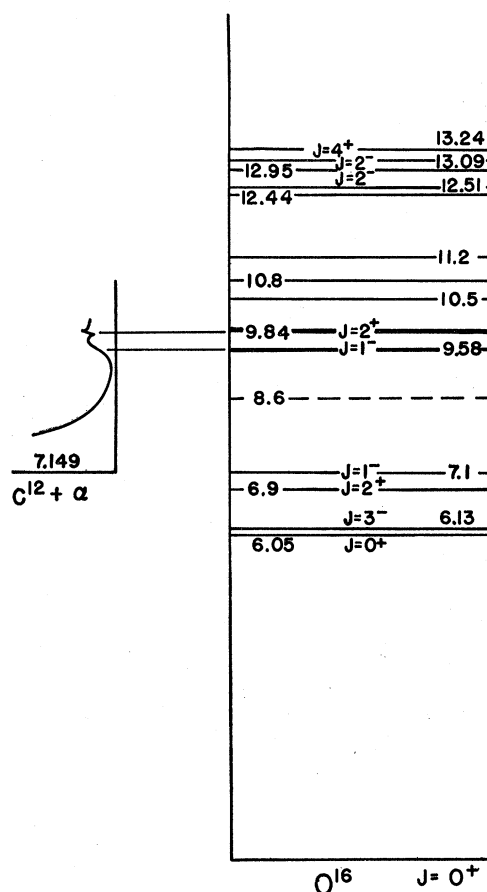 13.24
J=4⁺
J=2⁻ 13.09
12.95 J=2⁻
12.51
12.44
11.2
10.8
10.5
9.84 J=2⁺
J=1⁻ 9.58
8.6
7.149
C¹² + α
J=1⁻ 7.1
6.9 J=2⁺
J=3⁻ 6.13
6.05 J=0⁺
O¹⁶ J=0⁺